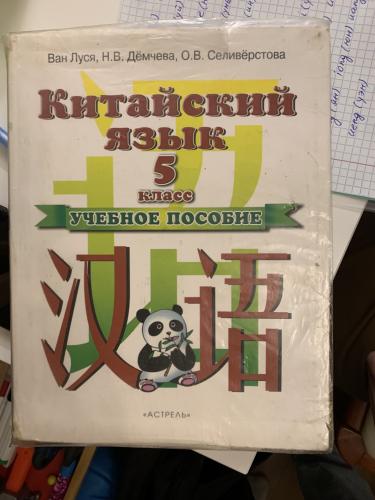 Ван Луся, Н.В. Дёмчева, О.В. Селивёрстова
Китайский
язык
5
класс
УЧЕБНОЕ ПОСОБИЕ
汉语
«АСТРЕЛЬ»